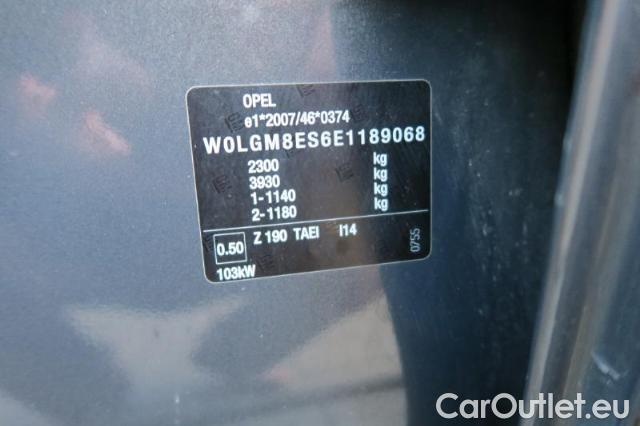 OPEL
e1*2007/46*0374
W0LGM8ES6E1189068
2300 kg
3930 kg
1-1140 kg
2-1180 kg
0.50 Z 190 TAEI I14
103kW
0755
CarOutlet.eu